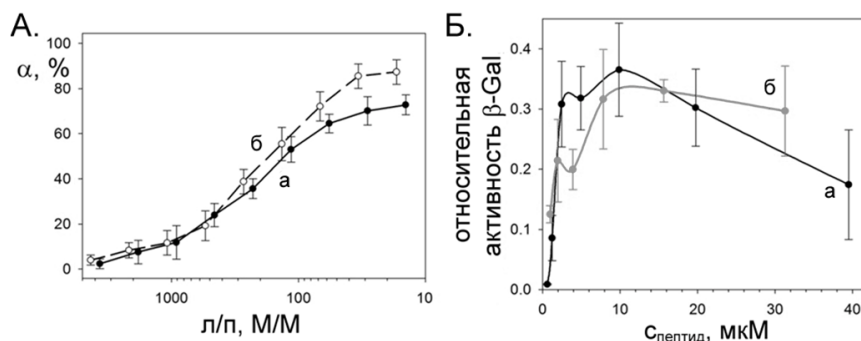 А.
α, %
100
80
60
40
20
0
б
а
1000
100
10
л/п, М/М
Б.
относительная
активность β-Gal
0.4
0.3
0.2
0.1
0.0
б
а
0
10
20
30
40
спептид, мкМ